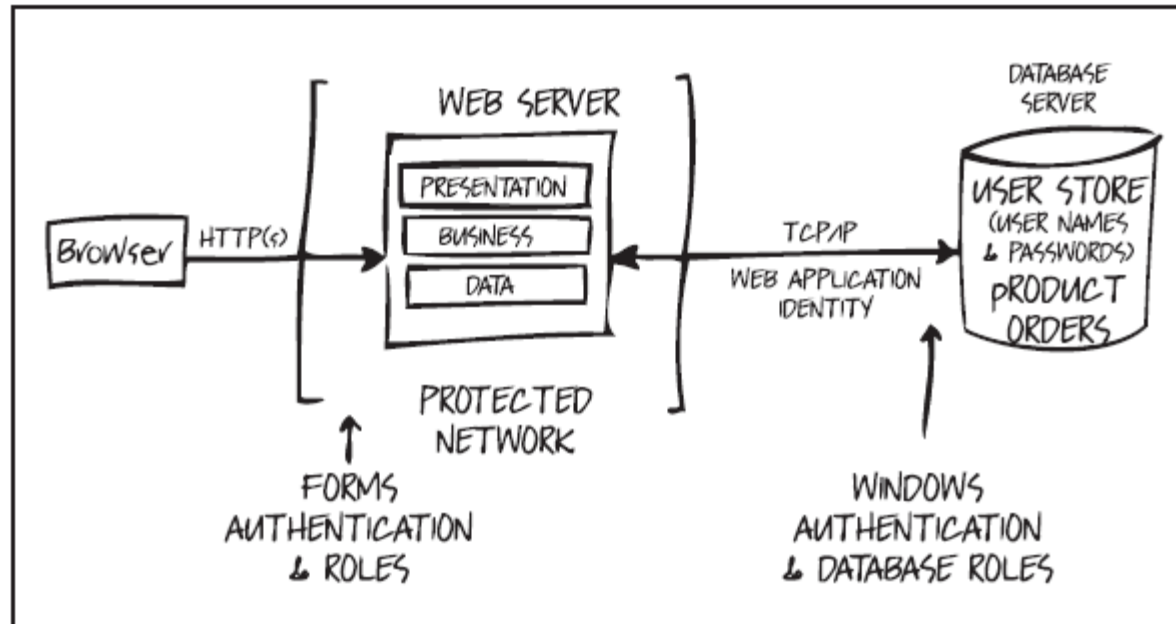 DATABASE
SERVER
WEB SERVER
PRESENTATION
BUSINESS
DATA
Browser
HTTP(S)
TCP/IP
WEB APPLICATION
IDENTITY
USER STORE
(USER NAMES
& PASSWORDS)
pRODUCT
ORDERS
PROTECTED
NETWORK
FORMS
AUTHENTICATION
& ROLES
WINDOWS
AUTHENTICATION
& DATABASE ROLES